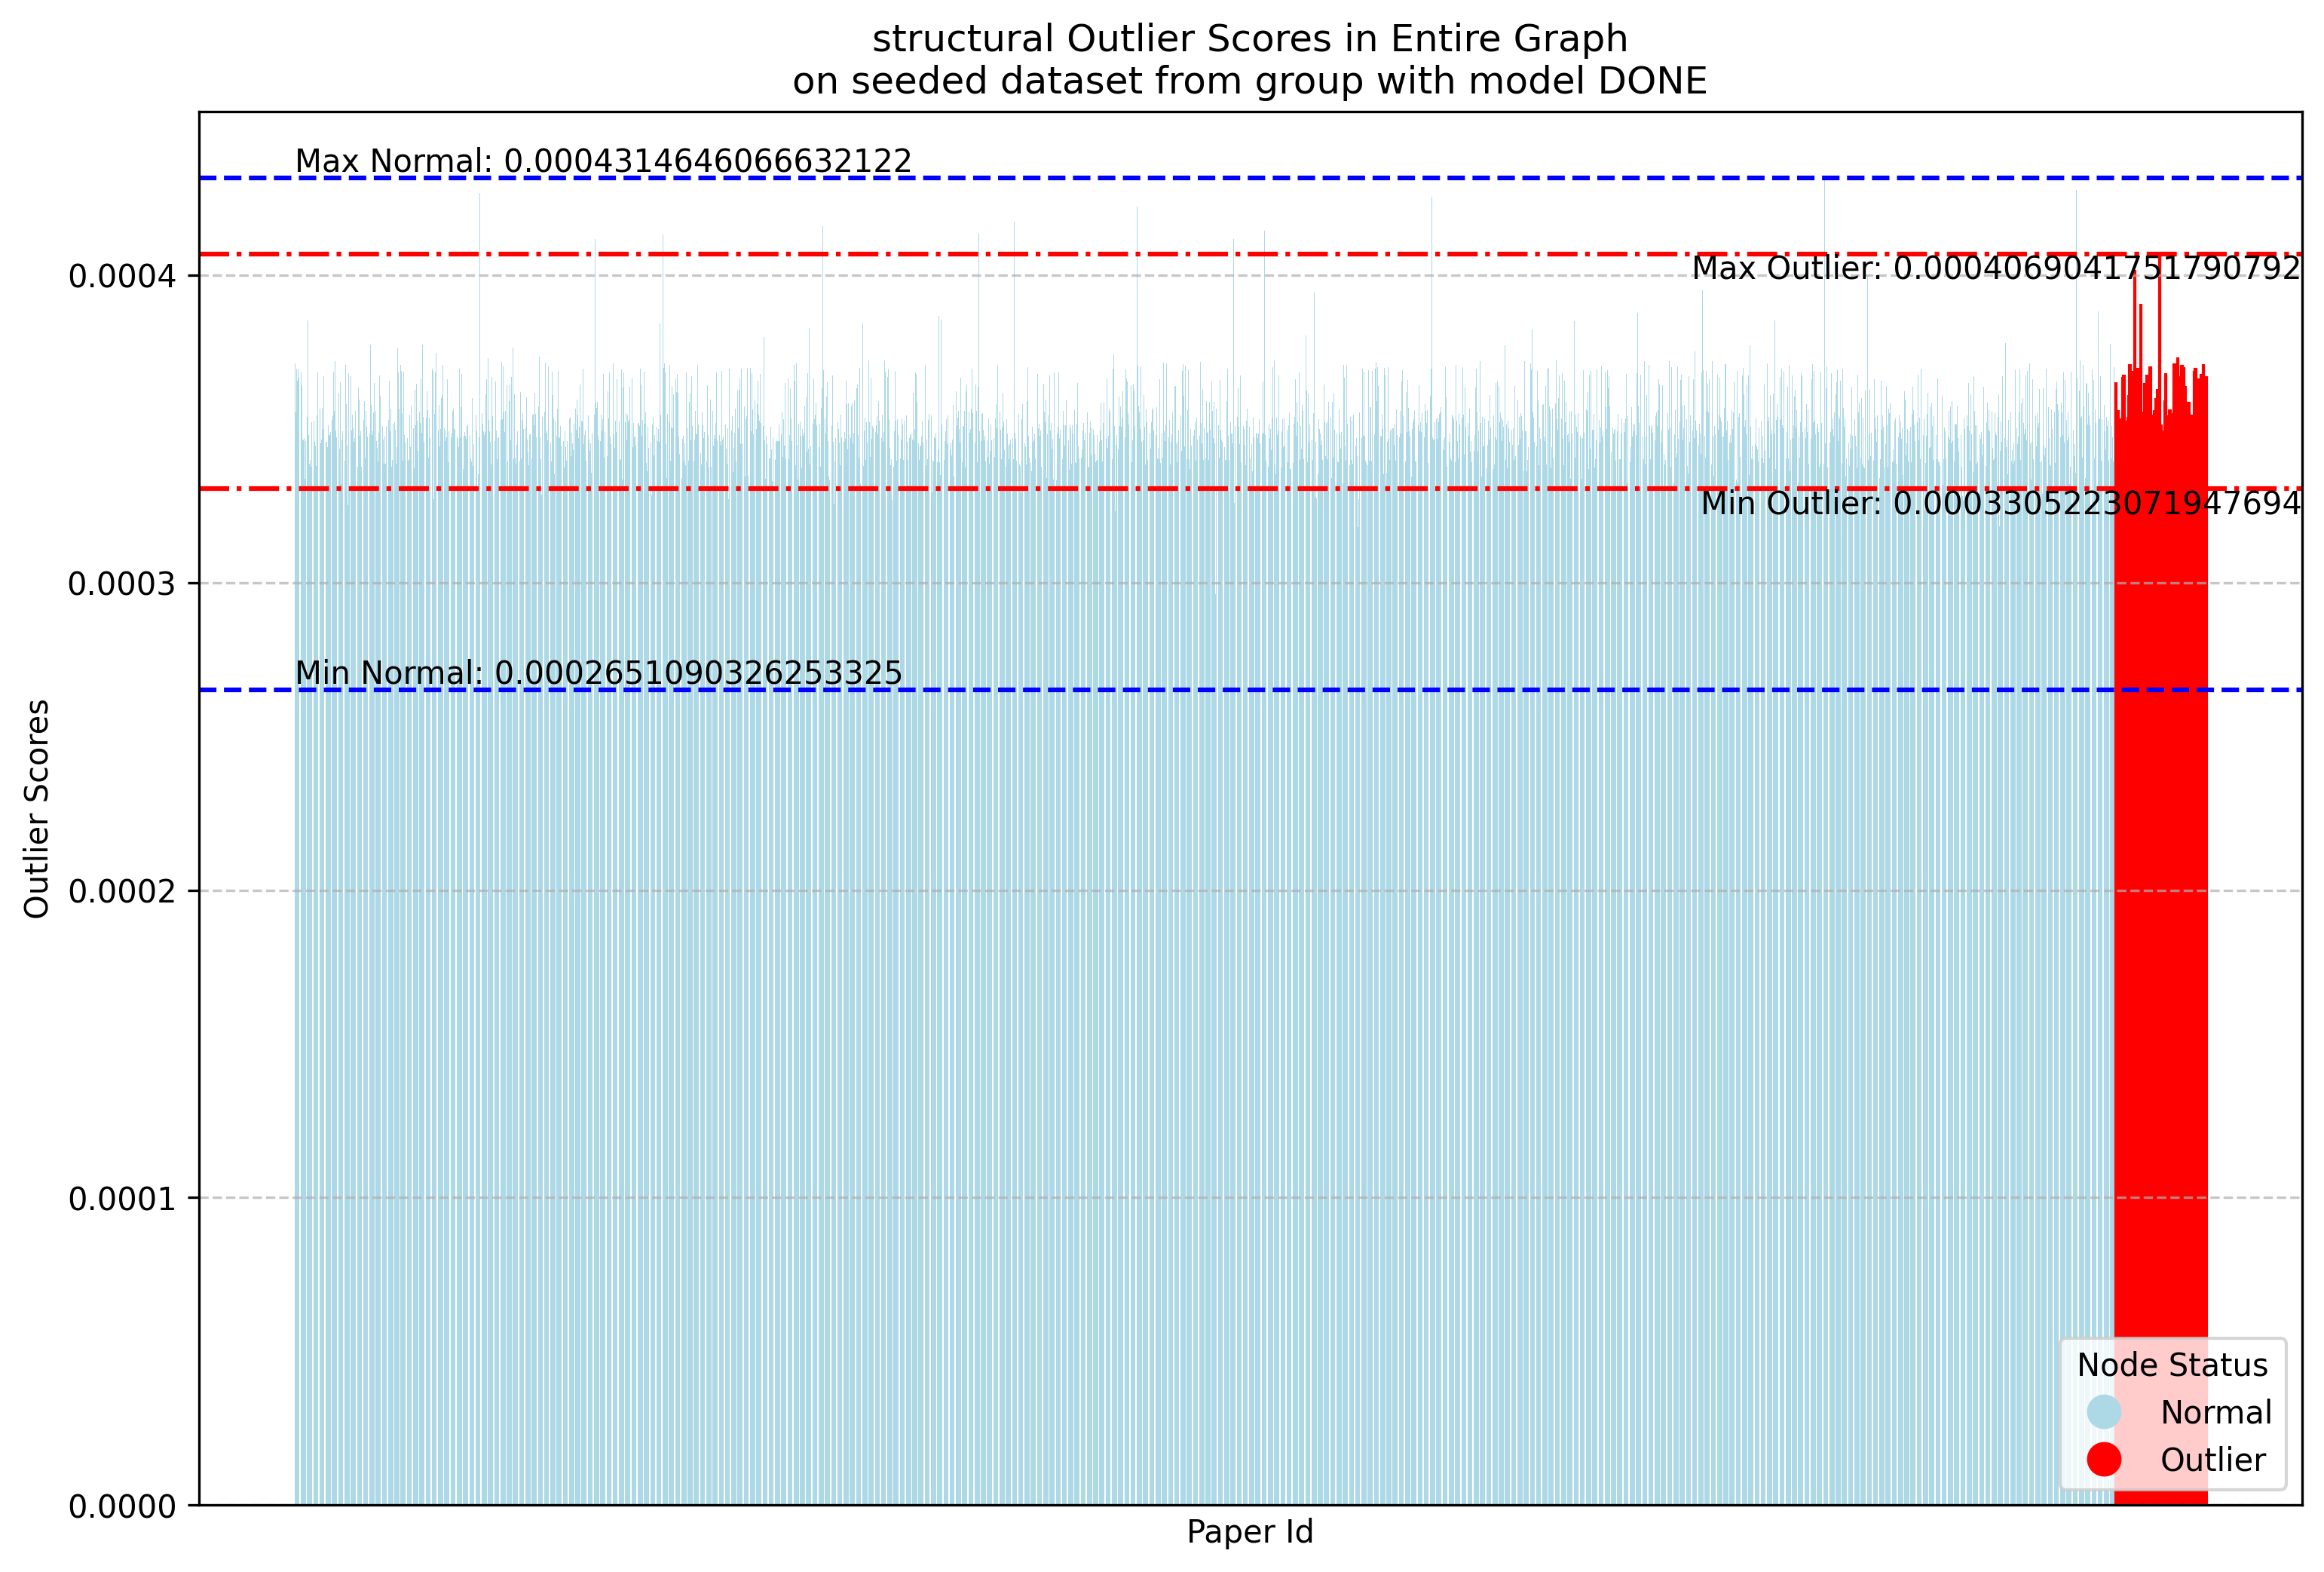 structural Outlier Scores in Entire Graph
on seeded dataset from group with model DONE
Max Normal: 0.0004314646066632122
Max Outlier: 0.0004069041751790792
Min Outlier: 0.0003305223071947694
Min Normal: 0.0002651090326253325
0.0004
0.0003
0.0002
0.0001
0.0000
Outlier Scores
Paper Id
Node Status
Normal
Outlier